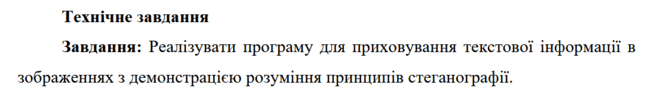 Технічне завдання
Завдання: Реалізувати програму для приховування текстової інформації в
зображеннях з демонстрацією розуміння принципів стеганографії.